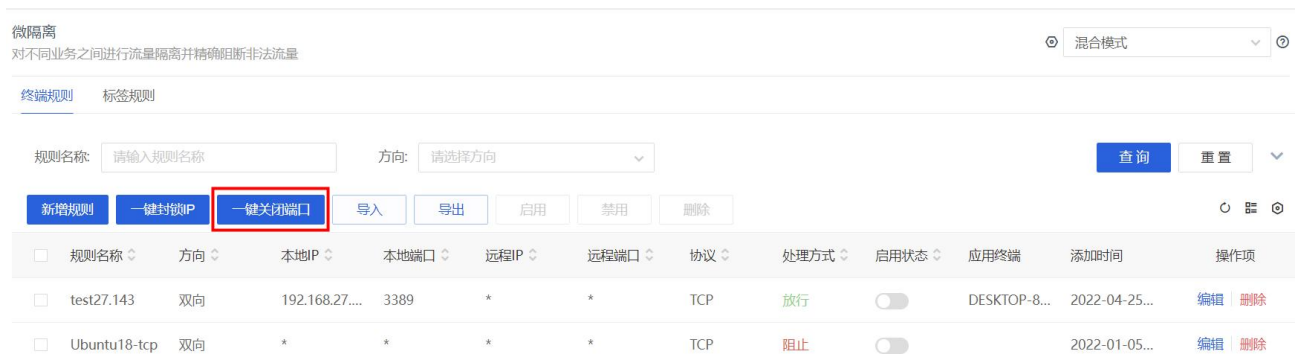 微隔离
对不同业务之间进行流量隔离并精确阻断非法流量
混合模式
终端规则 标签规则
规则名称: 请输入规则名称 方向: 请选择方向 查询 重置
新增规则 一键封锁IP 一键关闭端口 导入 导出 启用 禁用 删除
规则名称 方向 本地IP 本地端口 远程IP 远程端口 协议 处理方式 启用状态 应用终端 添加时间 操作项
test27.143 双向 192.168.27.... 3389 * * TCP 放行 DESKTOP-8... 2022-04-25... 编辑 删除
Ubuntu18-tcp 双向 * * * * TCP 阻止 2022-01-05... 编辑 删除